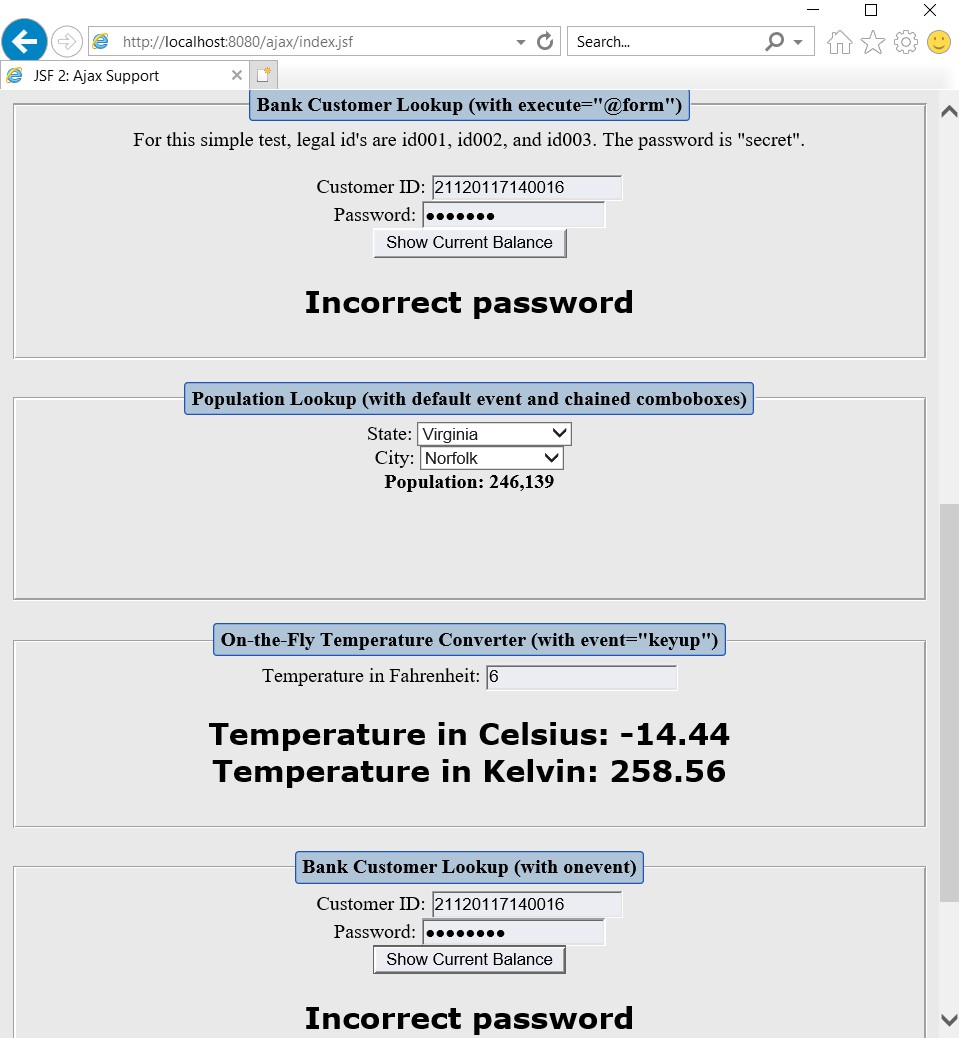 http://localhost:8080/ajax/index.jsf
Search...
JSF 2: Ajax Support
Bank Customer Lookup (with execute="@form")
For this simple test, legal id's are id001, id002, and id003. The password is "secret".
Customer ID: 21120117140016
Password: •••••••
Show Current Balance
Incorrect password
Population Lookup (with default event and chained comboboxes)
State: Virginia
City: Norfolk
Population: 246,139
On-the-Fly Temperature Converter (with event="keyup")
Temperature in Fahrenheit: 6
Temperature in Celsius: -14.44
Temperature in Kelvin: 258.56
Bank Customer Lookup (with onevent)
Customer ID: 21120117140016
Password: ••••••••
Show Current Balance
Incorrect password